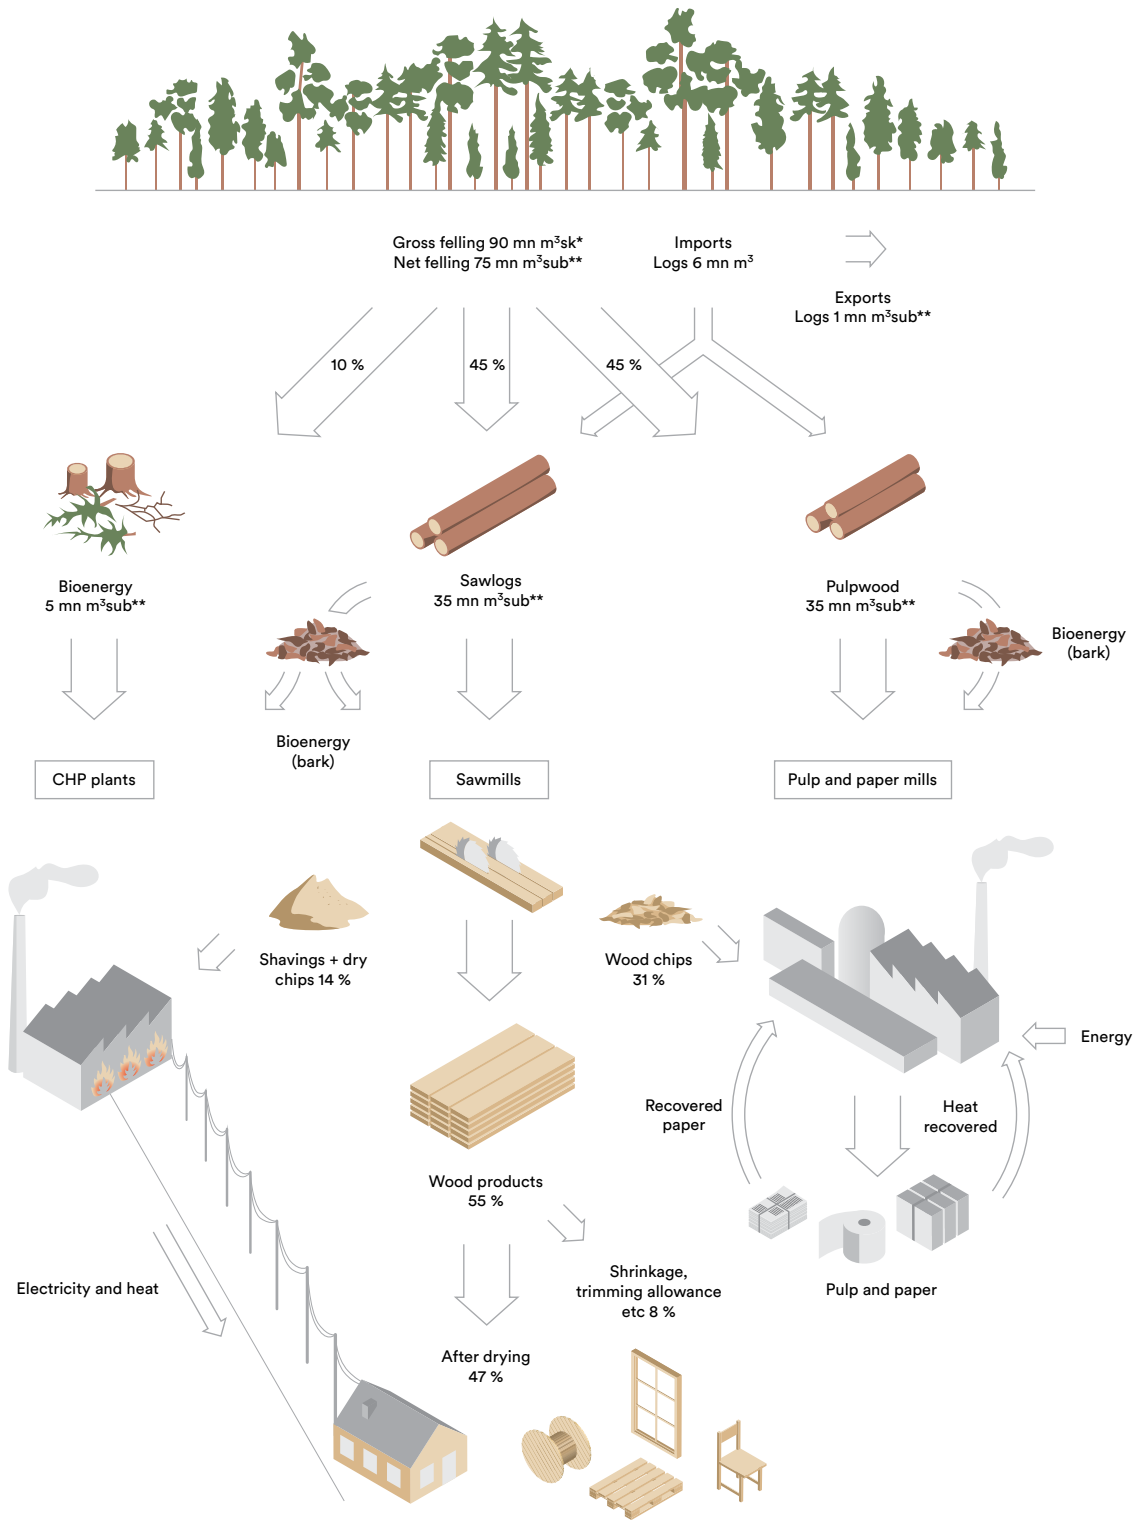 Gross felling 90 mn m³sk*
Net felling 75 mn m³sub**
Imports
Logs 6 mn m³
Exports
Logs 1 mn m³sub**
10 %
45 %
45 %
Bioenergy
5 mn m³sub**
Sawlogs
35 mn m³sub**
Pulpwood
35 mn m³sub**
Bioenergy
(bark)
Bioenergy
(bark)
CHP plants
Sawmills
Pulp and paper mills
Shavings + dry
chips 14 %
Wood chips
31 %
Energy
Recovered
paper
Heat
recovered
Wood products
55 %
Electricity and heat
Shrinkage,
trimming allowance
etc 8 %
Pulp and paper
After drying
47 %